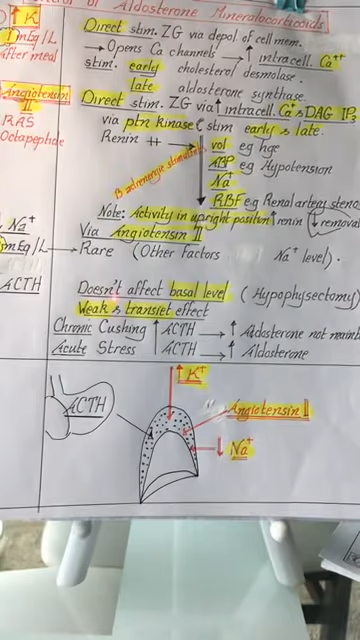 of Aldosterone Mineralocorticoids
↑ K
1mEq/L
After meal
Direct stim. ZG via depol. of cell mem.
→ Opens Ca channels → ↑ intracell. Ca++
stim. early cholesterol desmolase.
late aldosterone synthase.
Angiotensin II
RAS
Octapeptide
Direct stim. ZG via ↑ intracell. Ca+ & DAG IP3
via ptn kinase C stim early & late.
Renin ++ → vol eg hge
B adrenergic
ABP eg Hypotension
Na+
RBF eg Renal artery stenos
Note: Activity in upright position ↑ renin (↓ removal
Via Angiotensin II
↓ Na+
mEq/L → Rare (Other factors Na+ level).
ACTH
Doesn't affect basal level (Hypophysectomy)
Weak & transiet effect
Chronic Cushing ↑ ACTH → ↑ Aldosterone not maint
Acute Stress ↑ ACTH → ↑ Aldosterone
↑ K+
ACTH
Angiotensin II
↓ Na+